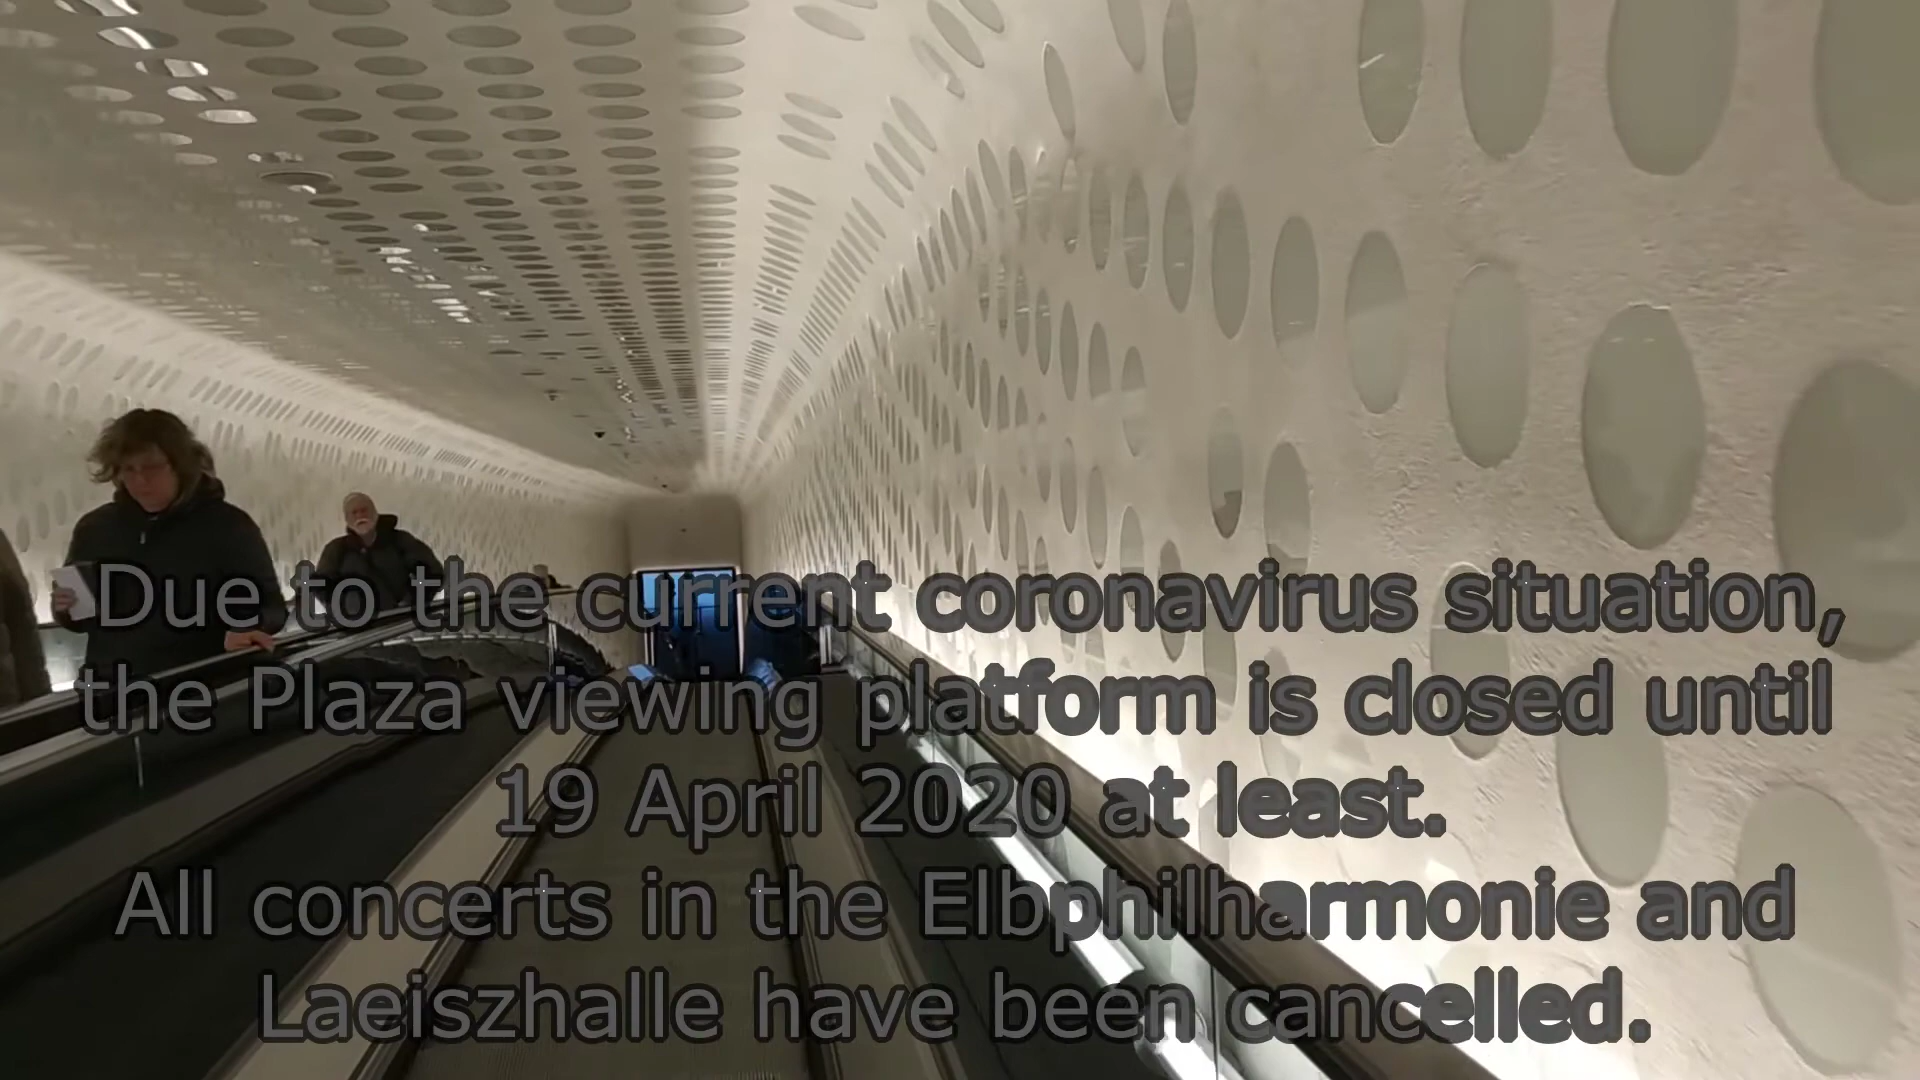 Due to the current coronavirus situation,
the Plaza viewing platform is closed until
19 April 2020 at least.
All concerts in the Elbphilharmonie and
Laeiszhalle have been cancelled.